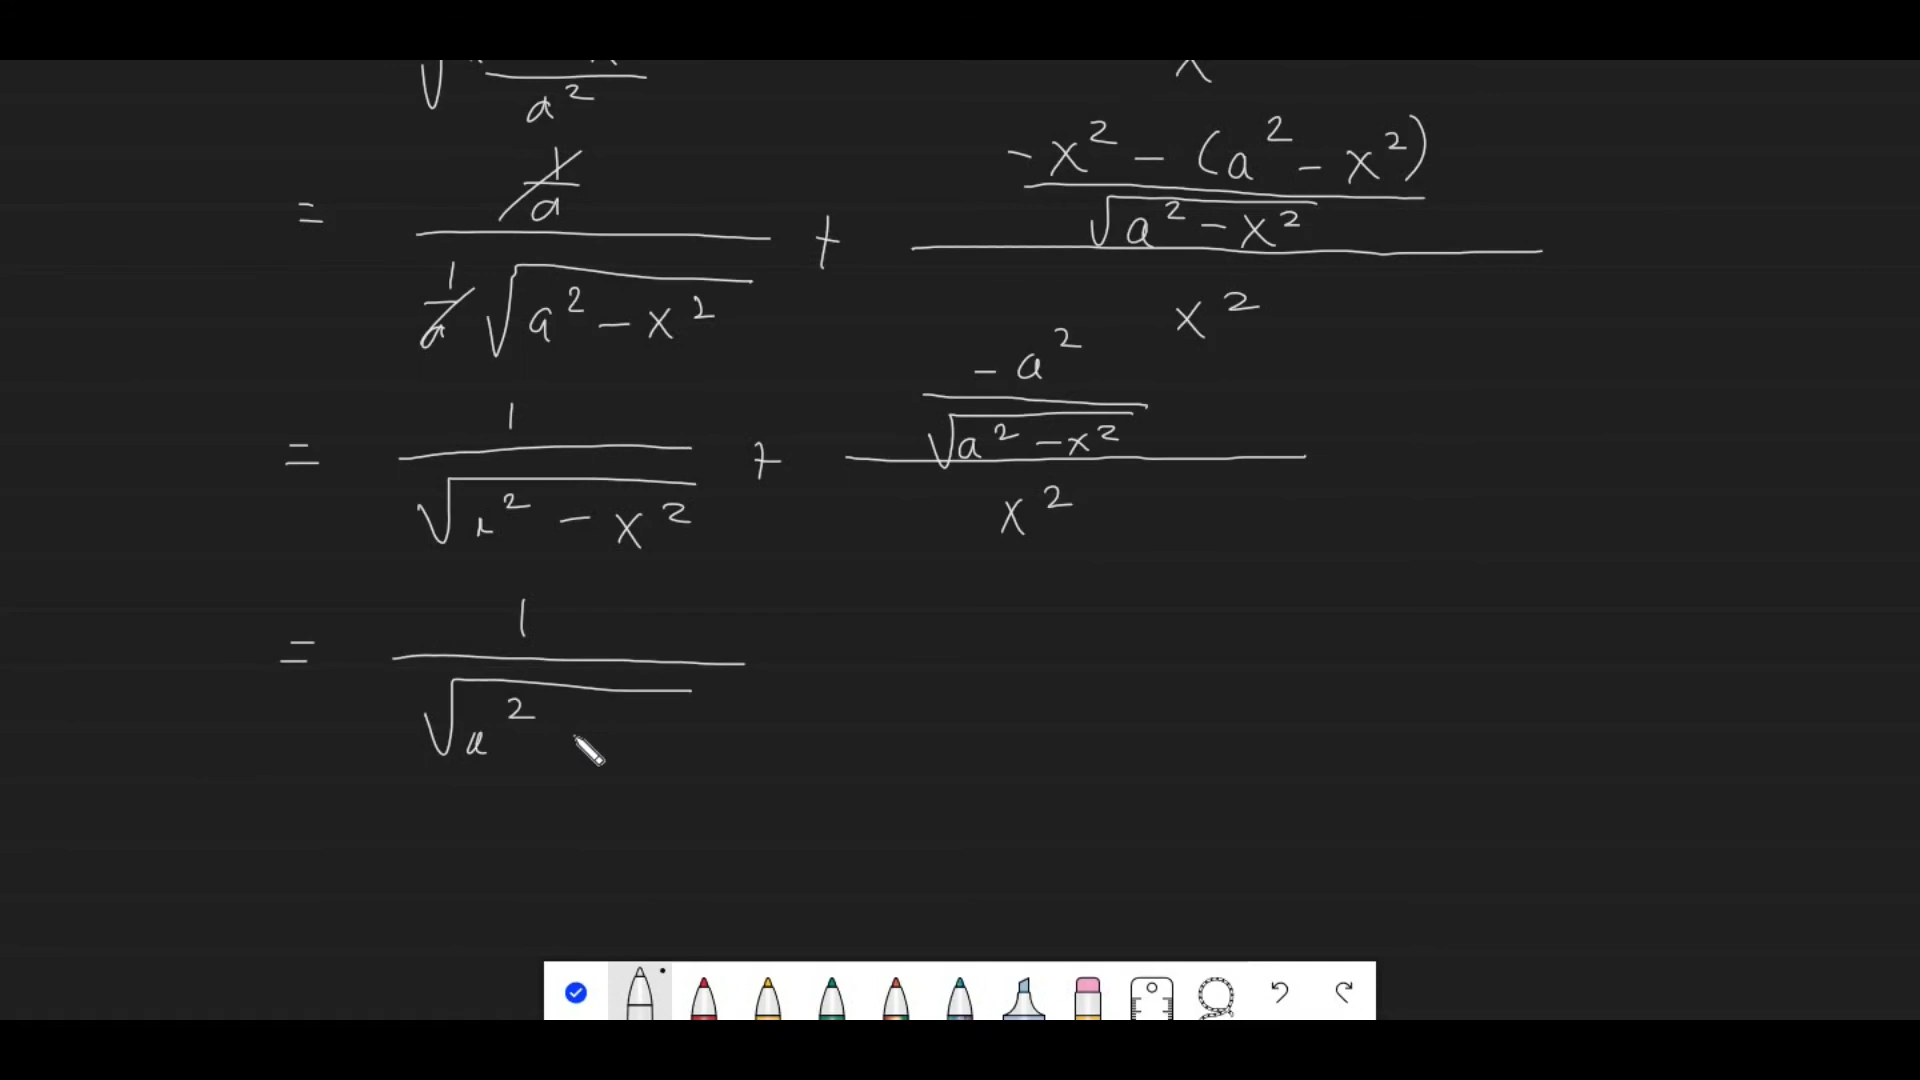 √ / a² x
= (1/a) / ((1/a) √(a² - x²)) + ((-x² - (a² - x²)) / √(a² - x²)) / x²
= 1 / √(a² - x²) + (-a² / √(a² - x²)) / x²
= 1 / √(a²